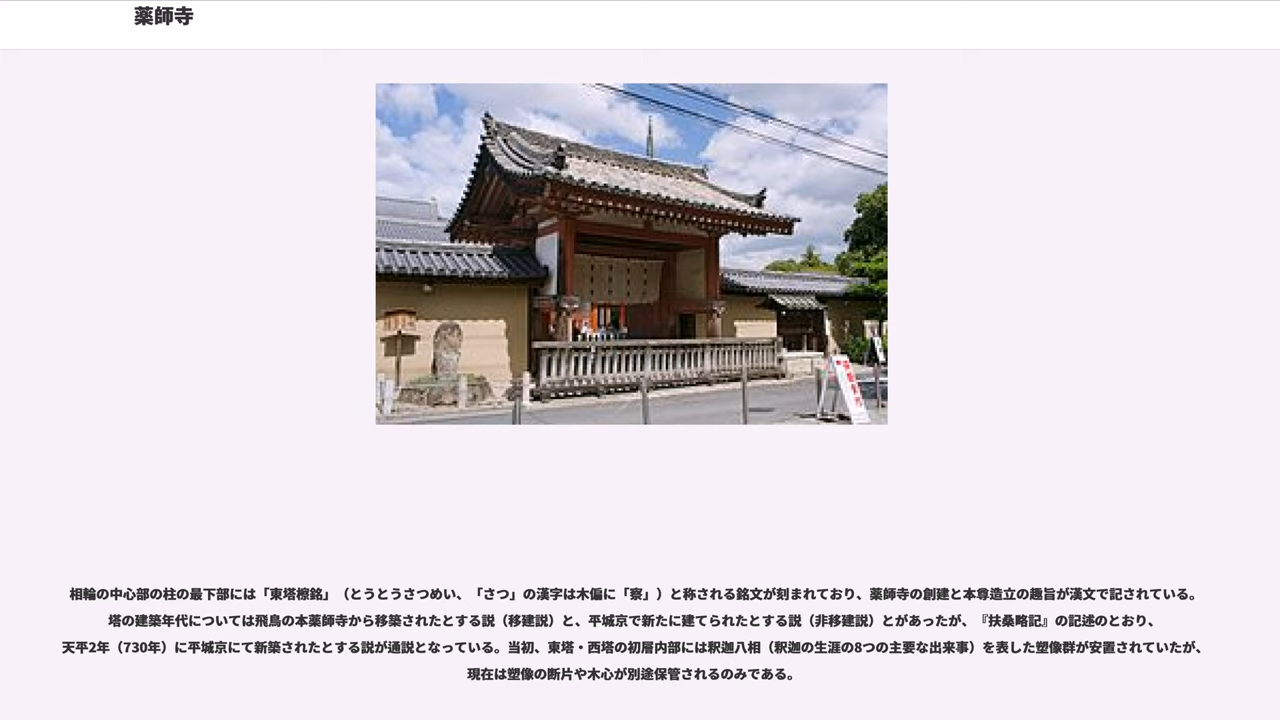 薬師寺
相輪の中心部の柱の最下部には「東塔檫銘」（とうとうさつめい、「さつ」の漢字は木偏に「察」）と称される銘文が刻まれており、薬師寺の創建と本尊造立の趣旨が漢文で記されている。
塔の建築年代については飛鳥の本薬師寺から移築されたとする説（移建説）と、平城京で新たに建てられたとする説（非移建説）とがあったが、『扶桑略記』の記述のとおり、
天平2年（730年）に平城京にて新築されたとする説が通説となっている。当初、東塔・西塔の初層内部には釈迦八相（釈迦の生涯の8つの主要な出来事）を表した塑像群が安置されていたが、
現在は塑像の断片や木心が別途保管されるのみである。